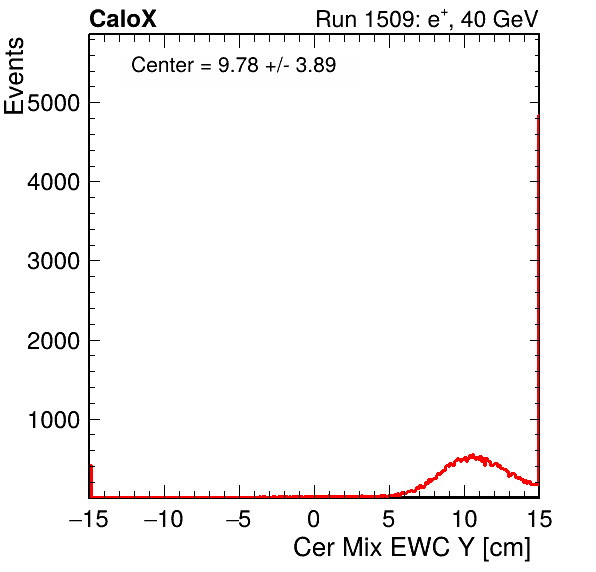 CaloX
Run 1509: e+, 40 GeV
Center = 9.78 +/- 3.89
Events
5000
4000
3000
2000
1000
−15 −10 −5 0 5 10 15
Cer Mix EWC Y [cm]